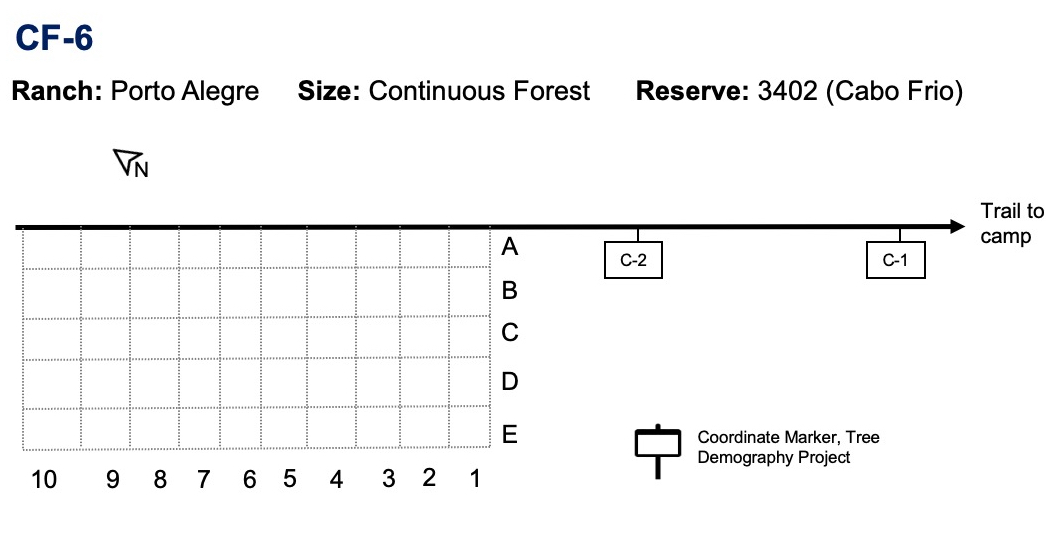 CF-6
Ranch: Porto Alegre Size: Continuous Forest Reserve: 3402 (Cabo Frio)
N
Trail to
camp
A
C-2
C-1
B
C
D
E
Coordinate Marker, Tree
Demography Project
10 9 8 7 6 5 4 3 2 1